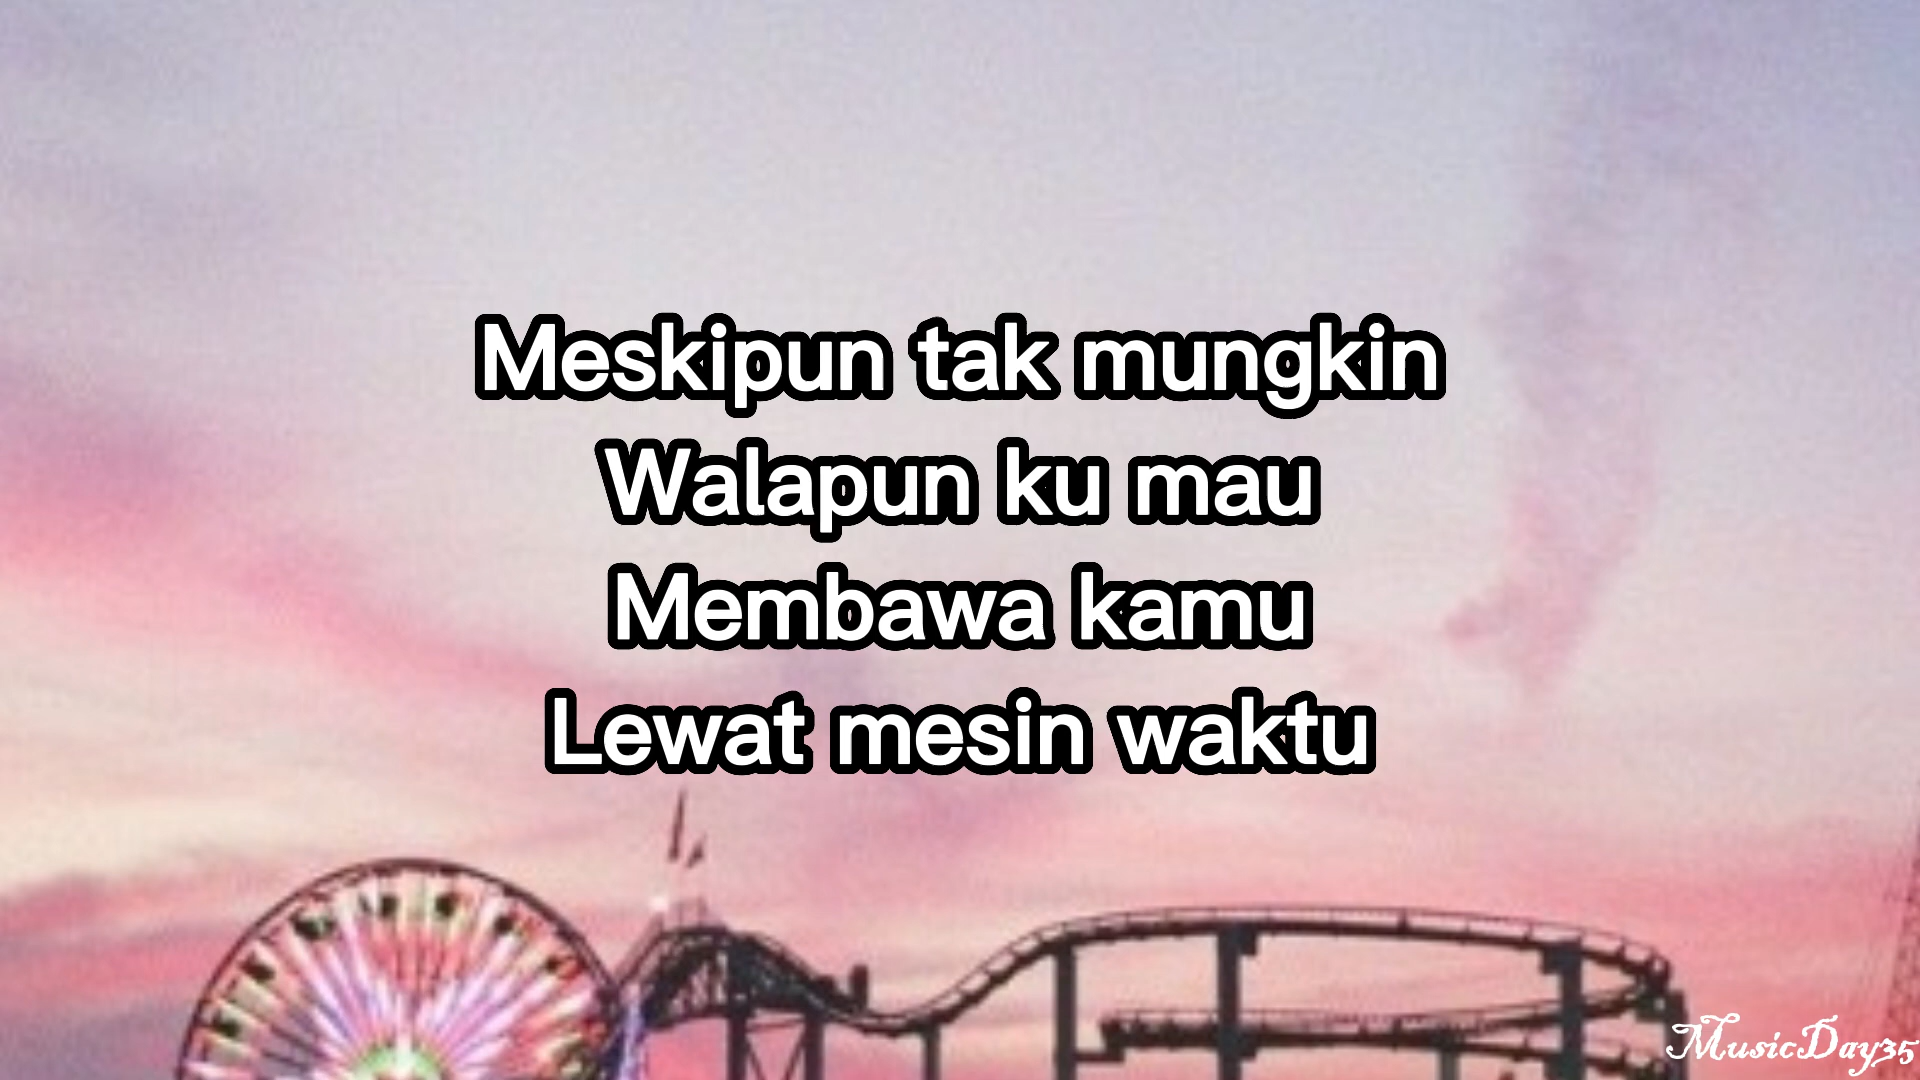 Meskipun tak mungkin
Walapun ku mau
Membawa kamu
Lewat mesin waktu
MusicDay35